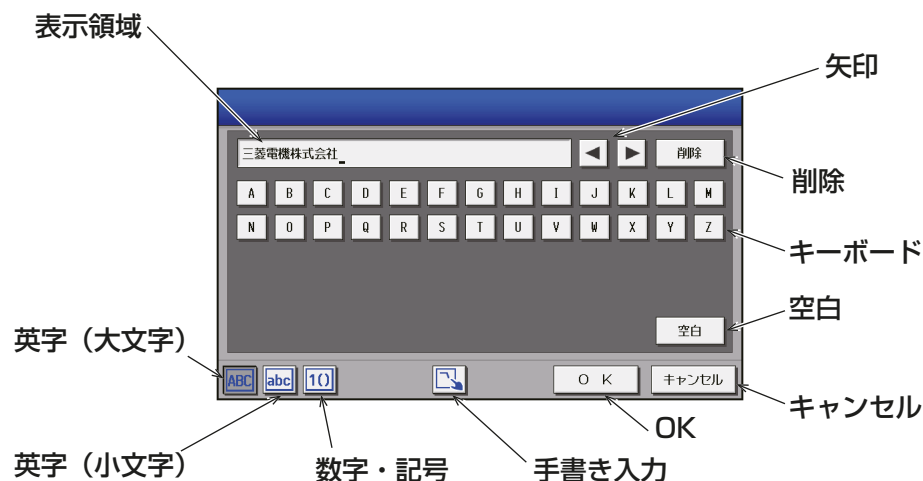 表示領域
矢印
三菱電機株式会社_
◀ ▶ 削除
削除
A B C D E F G H I J K L M
N O P Q R S T U V W X Y Z
キーボード
空白
空白
英字（大文字）
ABC abc 1() O K キャンセル
キャンセル
OK
英字（小文字）
数字・記号
手書き入力